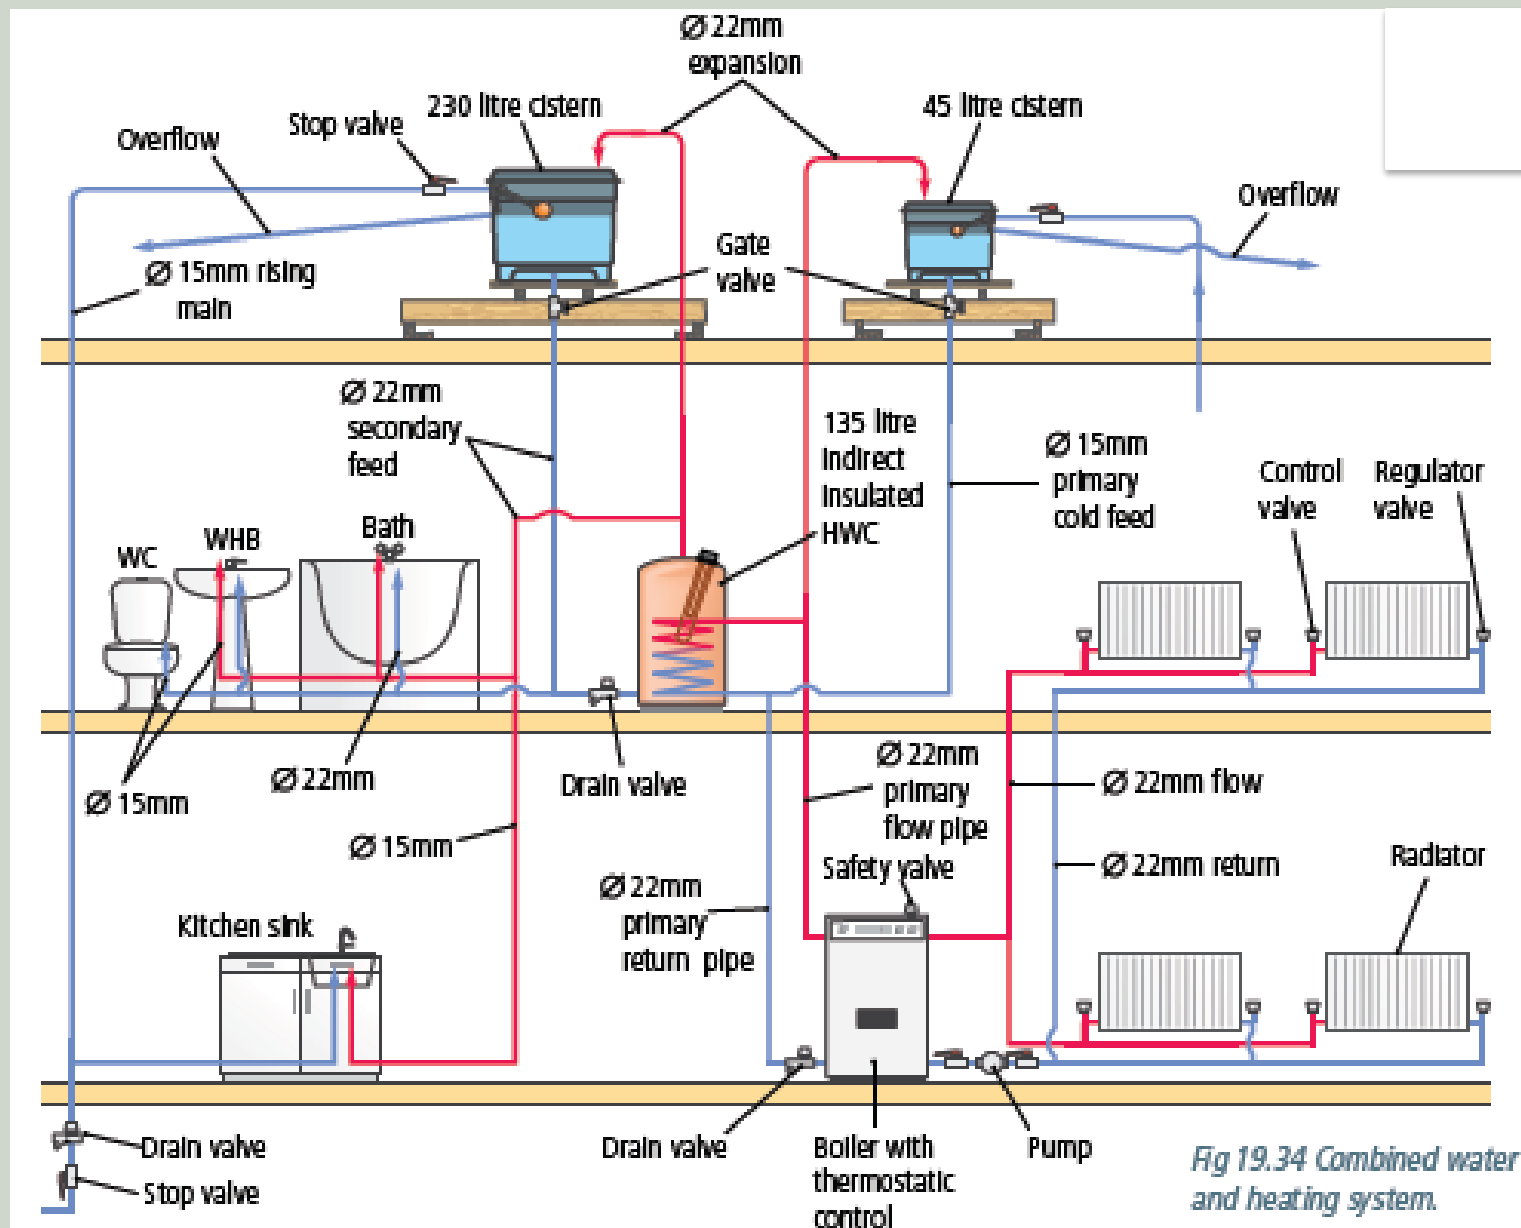 Ø 22mm
expansion
230 litre cistern
45 litre cistern
Stop valve
Overflow
Overflow
Gate
valve
Ø 15mm rising
main
Ø 22mm
secondary
feed
135 litre
indirect
insulated
HWC
Ø 15mm
primary
cold feed
Control
valve
Regulator
valve
WC
WHB
Bath
Ø 15mm
Ø 22mm
Drain valve
Ø 22mm
primary
flow pipe
Ø 22mm flow
Ø 15mm
Safety valve
Ø 22mm return
Radiator
Ø 22mm
primary
return pipe
Kitchen sink
Drain valve
Stop valve
Drain valve
Boiler with
thermostatic
control
Pump
Fig 19.34 Combined water
and heating system.